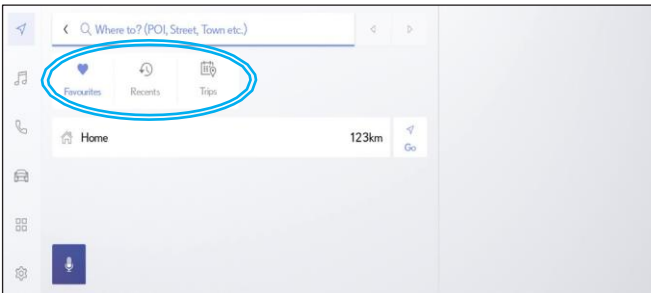 Where to? (POI, Street, Town etc.)
Favourites Recents Trips
Home 123km
Go